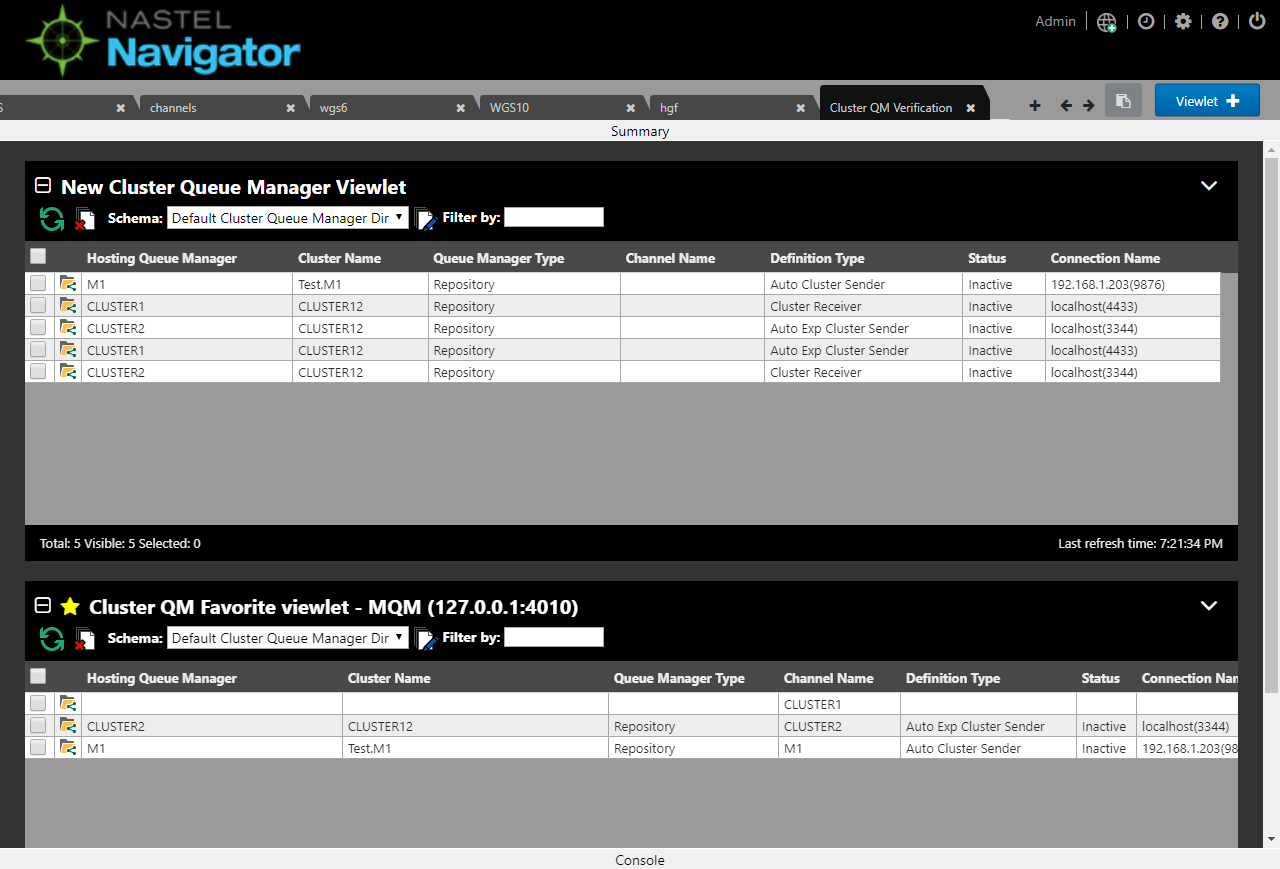 NASTEL
Navigator
Admin
S channels wgs6 WGS10 hgf Cluster QM Verification Viewlet
Summary
New Cluster Queue Manager Viewlet
Schema: Default Cluster Queue Manager Dir Filter by:
Hosting Queue Manager Cluster Name Queue Manager Type Channel Name Definition Type Status Connection Name
M1 Test.M1 Repository Auto Cluster Sender Inactive 192.168.1.203(9876)
CLUSTER1 CLUSTER12 Repository Cluster Receiver Inactive localhost(4433)
CLUSTER2 CLUSTER12 Repository Auto Exp Cluster Sender Inactive localhost(3344)
CLUSTER1 CLUSTER12 Repository Auto Exp Cluster Sender Inactive localhost(4433)
CLUSTER2 CLUSTER12 Repository Cluster Receiver Inactive localhost(3344)
Total: 5 Visible: 5 Selected: 0 Last refresh time: 7:21:34 PM
Cluster QM Favorite viewlet - MQM (127.0.0.1:4010)
Schema: Default Cluster Queue Manager Dir Filter by:
Hosting Queue Manager Cluster Name Queue Manager Type Channel Name Definition Type Status Connection Nan
CLUSTER1
CLUSTER2 CLUSTER12 Repository CLUSTER2 Auto Exp Cluster Sender Inactive localhost(3344)
M1 Test.M1 Repository M1 Auto Cluster Sender Inactive 192.168.1.203(98
Console